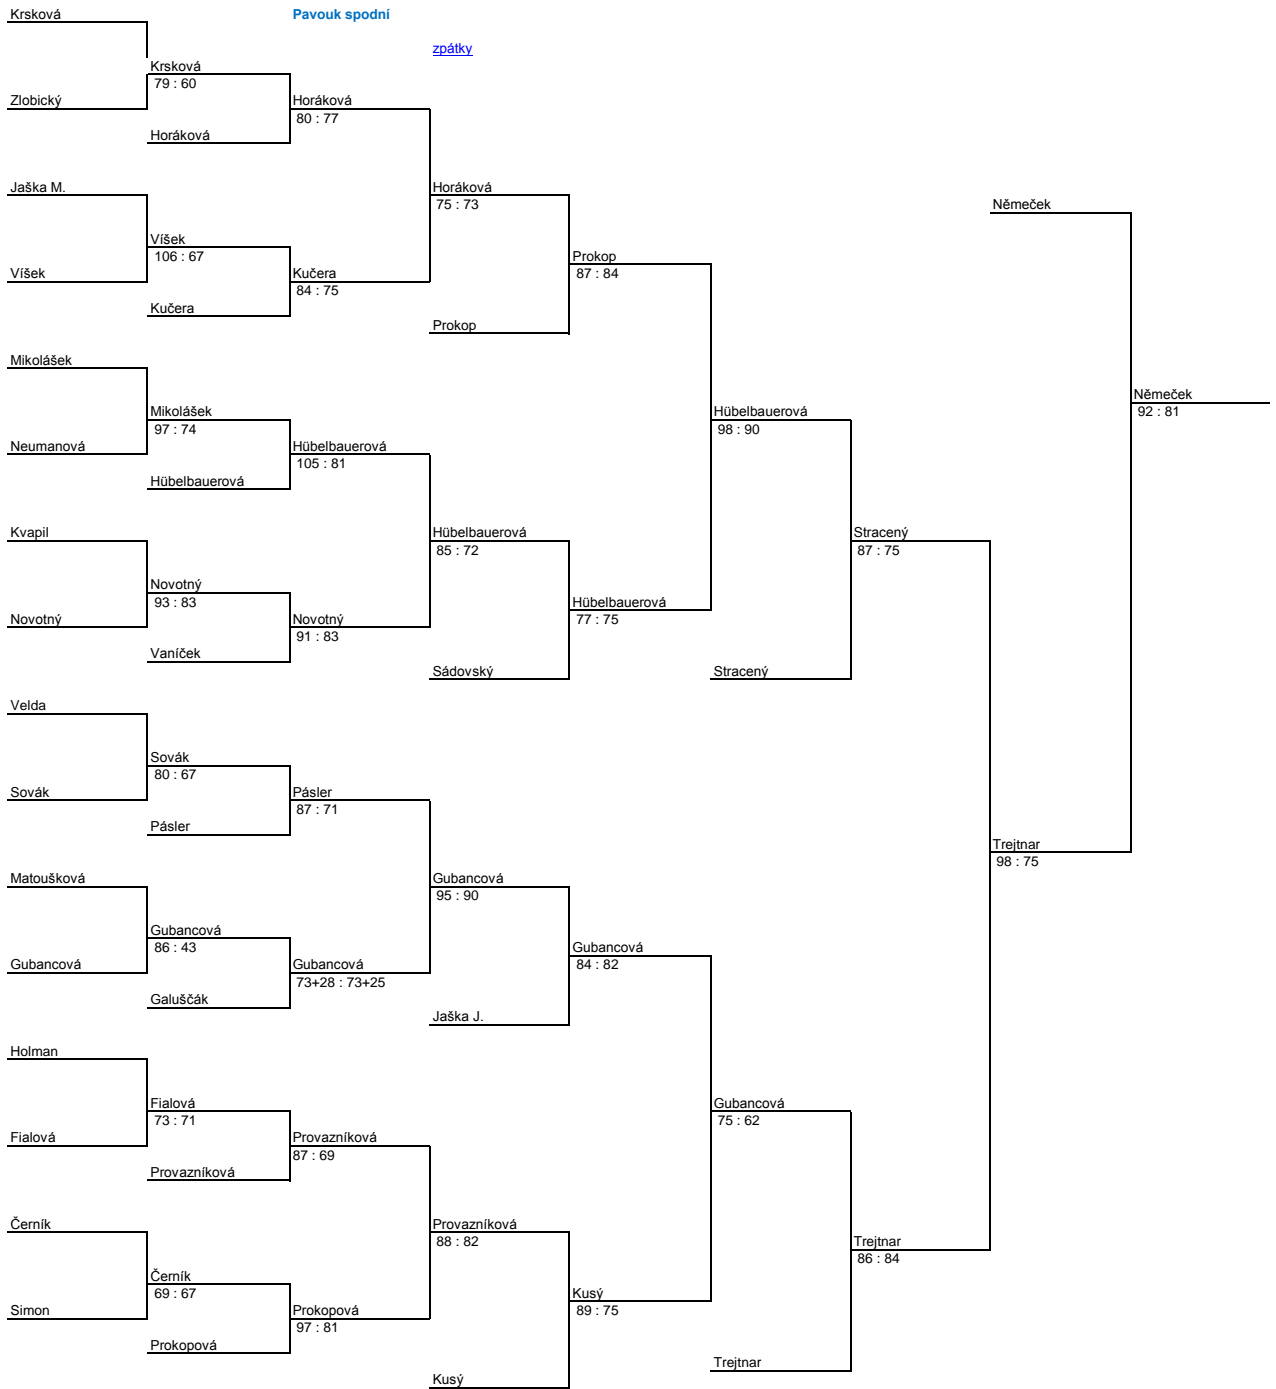 Krsková
Pavouk spodní
zpátky
Krsková
79 : 60
Zlobický
Horáková
80 : 77
Horáková
Jaška M.
Horáková
75 : 73
Němeček
Víšek
106 : 67
Prokop
87 : 84
Víšek
Kučera
84 : 75
Kučera
Prokop
Mikolášek
Němeček
92 : 81
Mikolášek
97 : 74
Hübelbauerová
98 : 90
Neumanová
Hübelbauerová
105 : 81
Hübelbauerová
Kvapil
Hübelbauerová
85 : 72
Stracený
87 : 75
Novotný
93 : 83
Hübelbauerová
77 : 75
Novotný
Novotný
91 : 83
Vaníček
Sádovský
Stracený
Velda
Sovák
80 : 67
Sovák
Pásler
87 : 71
Pásler
Trejtnar
98 : 75
Matoušková
Gubancová
95 : 90
Gubancová
86 : 43
Gubancová
84 : 82
Gubancová
Gubancová
73+28 : 73+25
Galuščák
Jaška J.
Holman
Fialová
73 : 71
Gubancová
75 : 62
Fialová
Provazníková
87 : 69
Provazníková
Černík
Provazníková
88 : 82
Trejtnar
86 : 84
Černík
69 : 67
Kusý
89 : 75
Simon
Prokopová
97 : 81
Prokopová
Trejtnar
Kusý